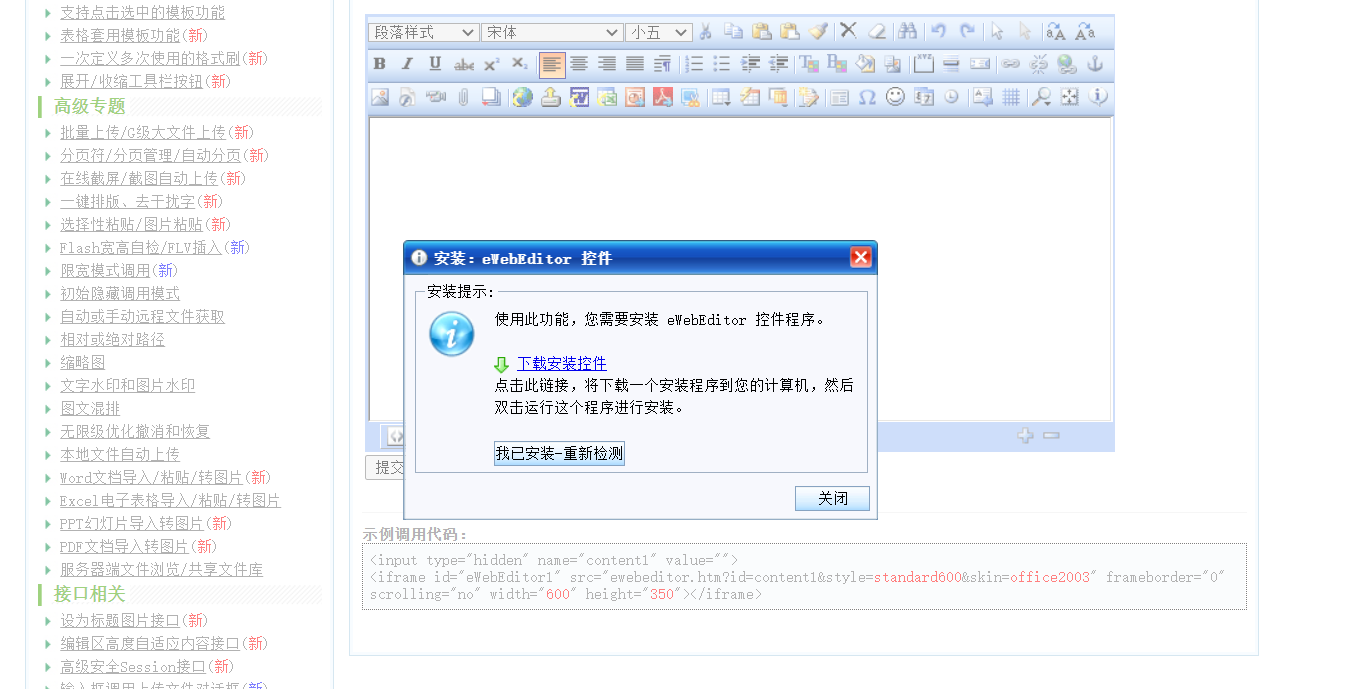 支持点击选中的模板功能
表格套用模板功能(新)
一次定义多次使用的格式刷(新)
展开/收缩工具栏按钮(新)
高级专题
批量上传/G级大文件上传(新)
分页符/分页管理/自动分页(新)
在线截屏/截图自动上传(新)
一键排版、去干扰字(新)
选择性粘贴/图片粘贴(新)
Flash宽高自检/FLV插入(新)
限宽模式调用(新)
初始隐藏调用模式
自动或手动远程文件获取
相对或绝对路径
缩略图
文字水印和图片水印
图文混排
无限级优化撤消和恢复
本地文件自动上传
Word文档导入/粘贴/转图片(新)
Excel电子表格导入/粘贴/转图片
PPT幻灯片导入转图片(新)
PDF文档导入转图片(新)
服务器端文件浏览/共享文件库
接口相关
设为标题图片接口(新)
编辑区高度自适应内容接口(新)
高级安全Session接口(新)
输入框调用上传文件对话框(新)
段落样式 宋体 小五
安装：eWebEditor 控件
安装提示:
使用此功能，您需要安装 eWebEditor 控件程序。
下载安装控件
点击此链接，将下载一个安装程序到您的计算机，然后
双击运行这个程序进行安装。
我已安装-重新检测
关闭
提交
示例调用代码：
<input type="hidden" name="content1" value="">
<iframe id="eWebEditor1" src="ewebeditor.htm?id=content1&style=standard600&skin=office2003" frameborder="0"
scrolling="no" width="600" height="350"></iframe>